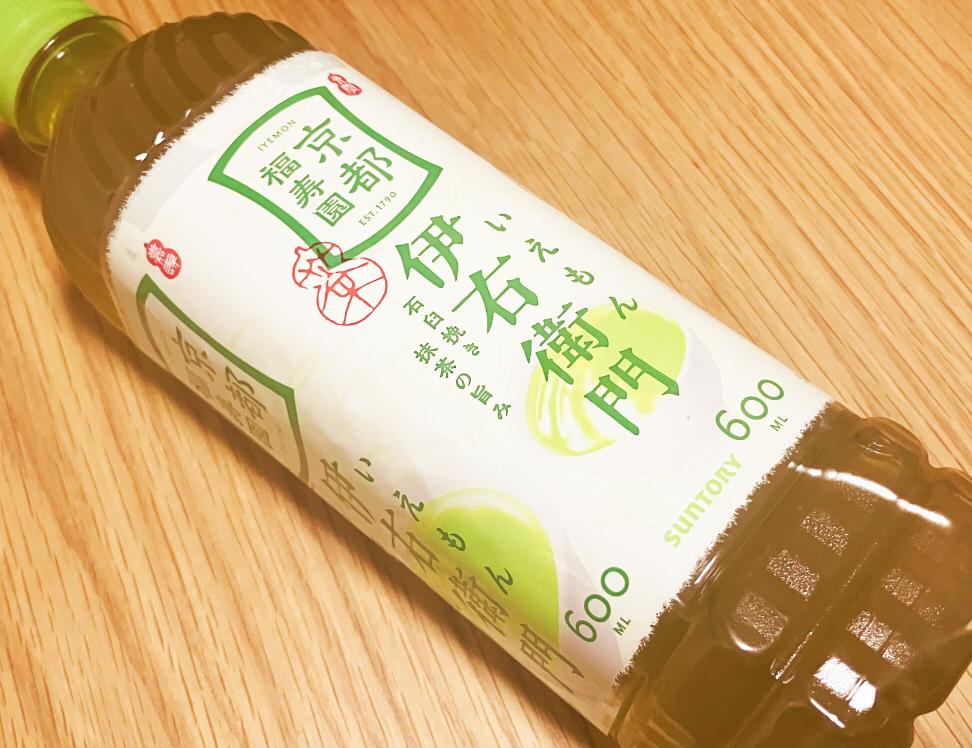 IYEMON
京都
福寿園
EST.1790
いえもん
伊右衛門
石臼挽き
抹茶の旨み
600
ML
SUNTORY
京都
いえもん
伊右衛門
600
ML